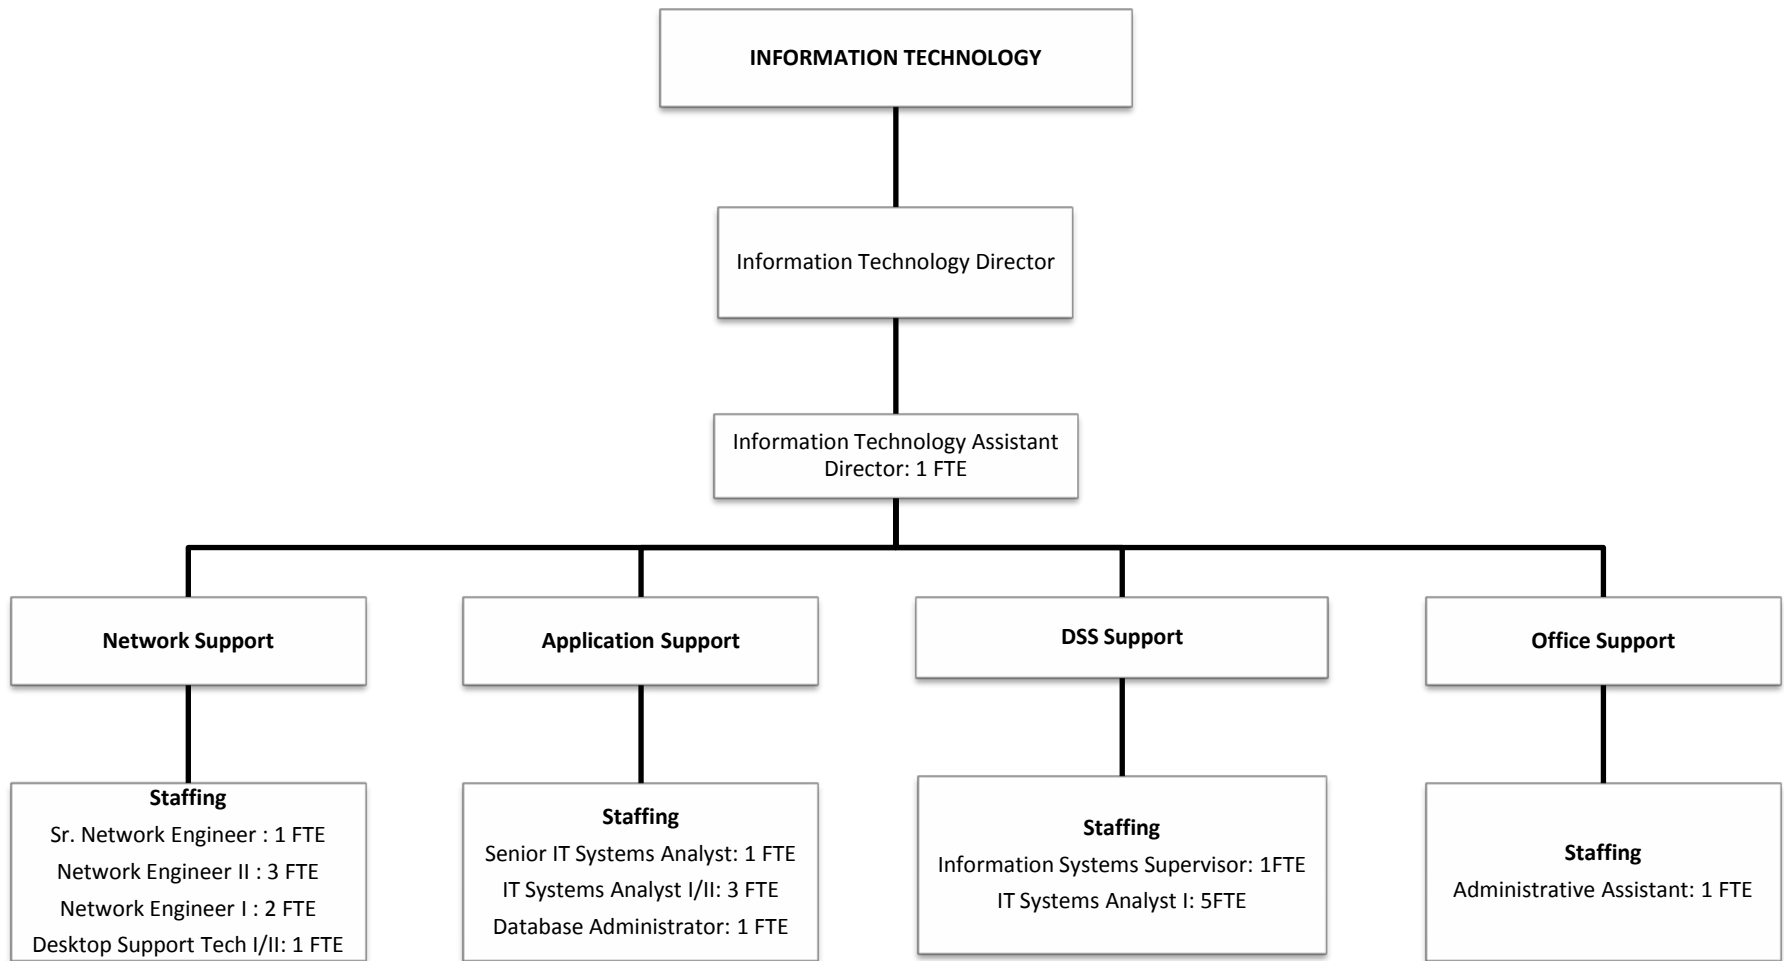 INFORMATION TECHNOLOGY
Information Technology Director
Information Technology Assistant
Director: 1 FTE
Network Support
Application Support
DSS Support
Office Support
Staffing
Sr. Network Engineer : 1 FTE
Network Engineer II : 3 FTE
Network Engineer I : 2 FTE
Desktop Support Tech I/II: 1 FTE
Staffing
Senior IT Systems Analyst: 1 FTE
IT Systems Analyst I/II: 3 FTE
Database Administrator: 1 FTE
Staffing
Information Systems Supervisor: 1FTE
IT Systems Analyst I: 5FTE
Staffing
Administrative Assistant: 1 FTE